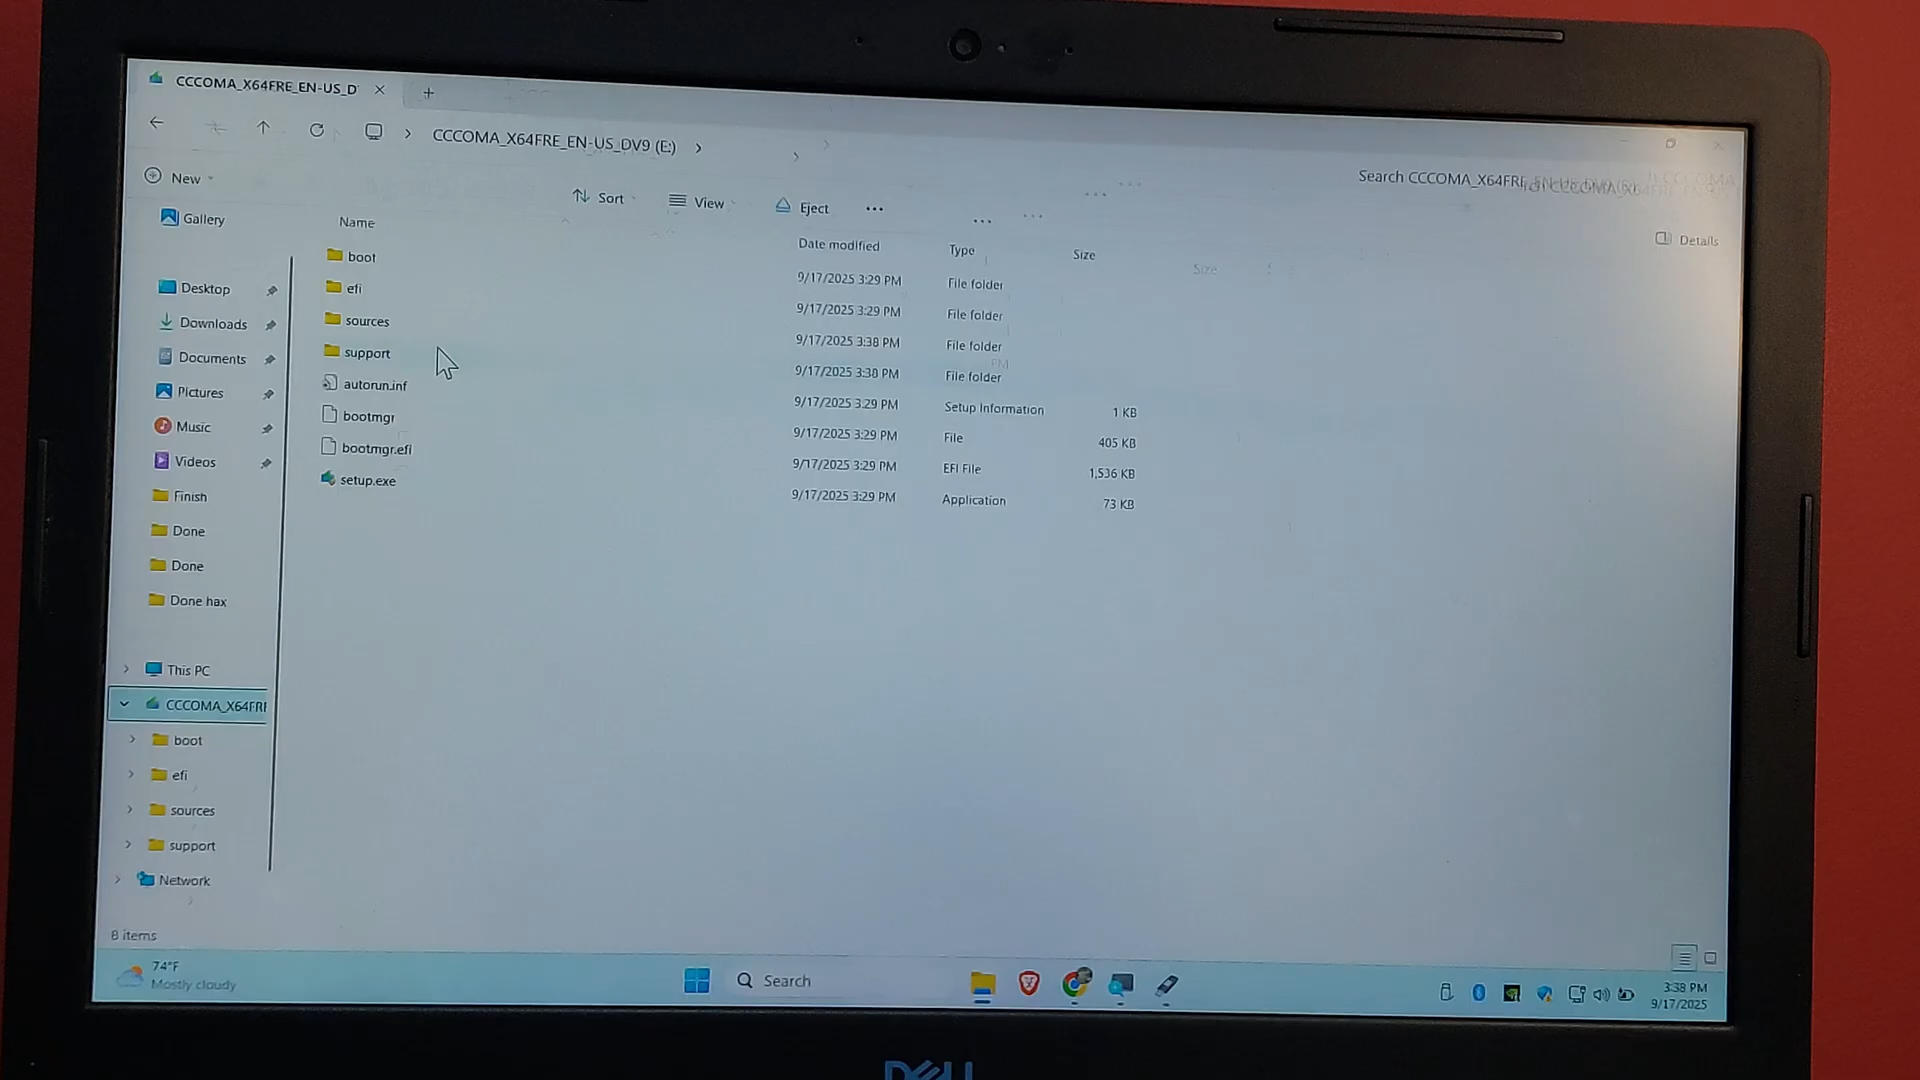 CCCOMA_X64FRE_EN-US_D
CCCOMA_X64FRE_EN-US_DV9 (E:)
Search CCCOMA_X64FRE_EN-US_DV9 (E:)
New
Sort
View
Eject
Details
Name
Date modified
Type
Size
boot
9/17/2025 3:29 PM
File folder
efi
9/17/2025 3:29 PM
File folder
sources
9/17/2025 3:38 PM
File folder
support
9/17/2025 3:38 PM
File folder
autorun.inf
9/17/2025 3:29 PM
Setup Information
1 KB
bootmgr
9/17/2025 3:29 PM
File
405 KB
bootmgr.efi
9/17/2025 3:29 PM
EFI File
1,536 KB
setup.exe
9/17/2025 3:29 PM
Application
73 KB
Gallery
Desktop
Downloads
Documents
Pictures
Music
Videos
Finish
Done
Done
Done hax
This PC
CCCOMA_X64FRE
boot
efi
sources
support
Network
8 items
74°F
Mostly cloudy
Search
3:38 PM
9/17/2025
DELL